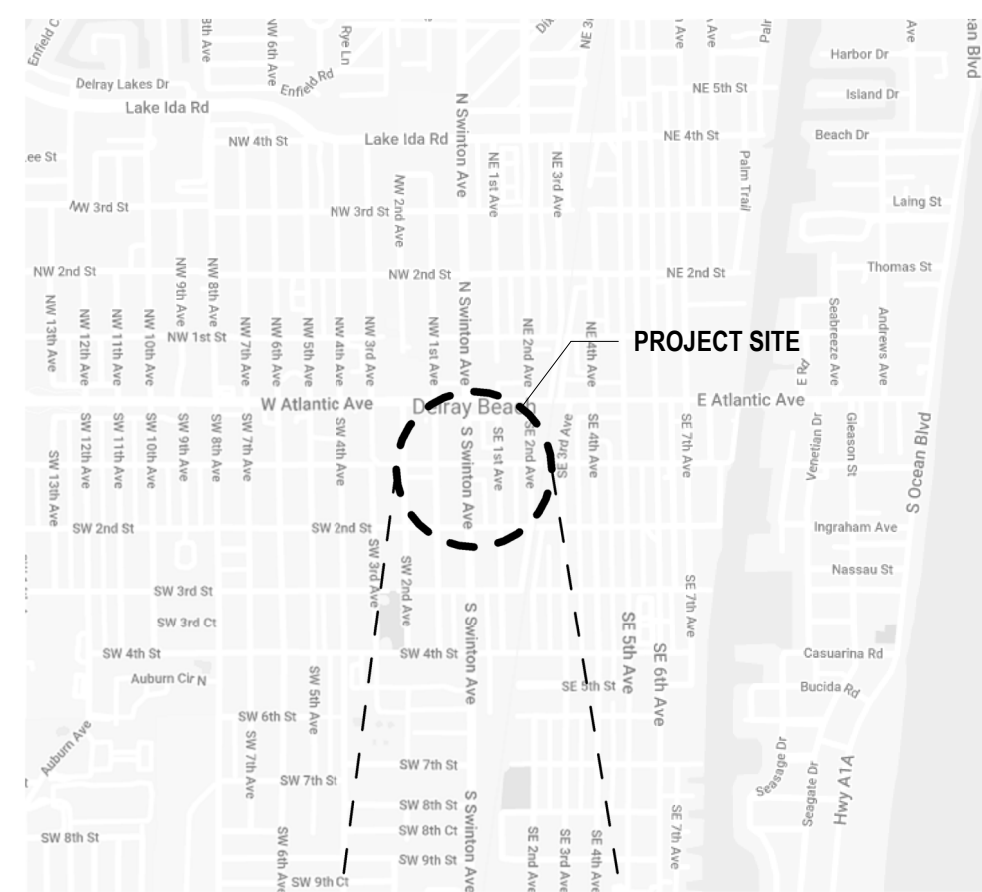 Enfield C
8th Ave
NW 6th Ave
Rye Ln
Enfield Rd
Dix
NE 3r
Ave
Ave
Pal
Ave
ean Blvd
Harbor Dr
Delray Lakes Dr
NE 5th St
Island Dr
Lake Ida Rd
N Swinton Ave
NW 4th St
Lake Ida Rd
NE 4th St
Beach Dr
ee St
NE 1st Ave
NE 3rd Ave
Palm Trail
NW 2nd Ave
NW 3rd St
NW 3rd St
Laing St
NW 2nd St
NW 9th Ave
NW 8th Ave
NW 2nd St
NE 2nd St
Thomas St
N Swinton Ave
NW 13th Ave
NW 12th Ave
NW 11th Ave
NW 10th Ave
NW 1st St
NW 7th Ave
NW 6th Ave
NW 5th Ave
NW 4th Ave
NW 3rd Ave
NW 1st Ave
NE 2nd Ave
NE 4th Ave
PROJECT SITE
Seabreeze Ave
Andrews Ave
E Rd
W Atlantic Ave
Delray Beach
E Atlantic Ave
SW 13th Ave
SW 12th Ave
SW 11th Ave
SW 10th Ave
SW 9th Ave
SW 8th Ave
SW 7th Ave
SW 4th Ave
S Swinton Ave
SE 1st Ave
SE 2nd Ave
SE 3rd Ave
SE 4th Ave
SE 7th Ave
Venetian Dr
Gleason St
S Ocean Blvd
SW 2nd St
SW 2nd St
Ingraham Ave
SW 3rd Ave
SW 2nd Ave
Nassau St
SW 3rd St
SE 7th Ave
SW 3rd Ct
S Swinton Ave
SE 5th Ave
SE 6th Ave
SW 4th St
SW 4th St
Casuarina Rd
Auburn Cir N
SW 5th Ave
SE 5th St
Bucida Rd
SW 6th St
Auburn Ave
SW 7th Ave
SW 7th St
SW 7th St
Seasage Dr
Seagate Dr
Hwy A1A
SW 8th St
SW 8th St
SW 8th Ct
S Swinton Ave
SE 2nd Ave
SE 3rd Ave
SE 4th Ave
SE 7th Ave
SW 6th Ave
SW 9th St
SW 9th Ct